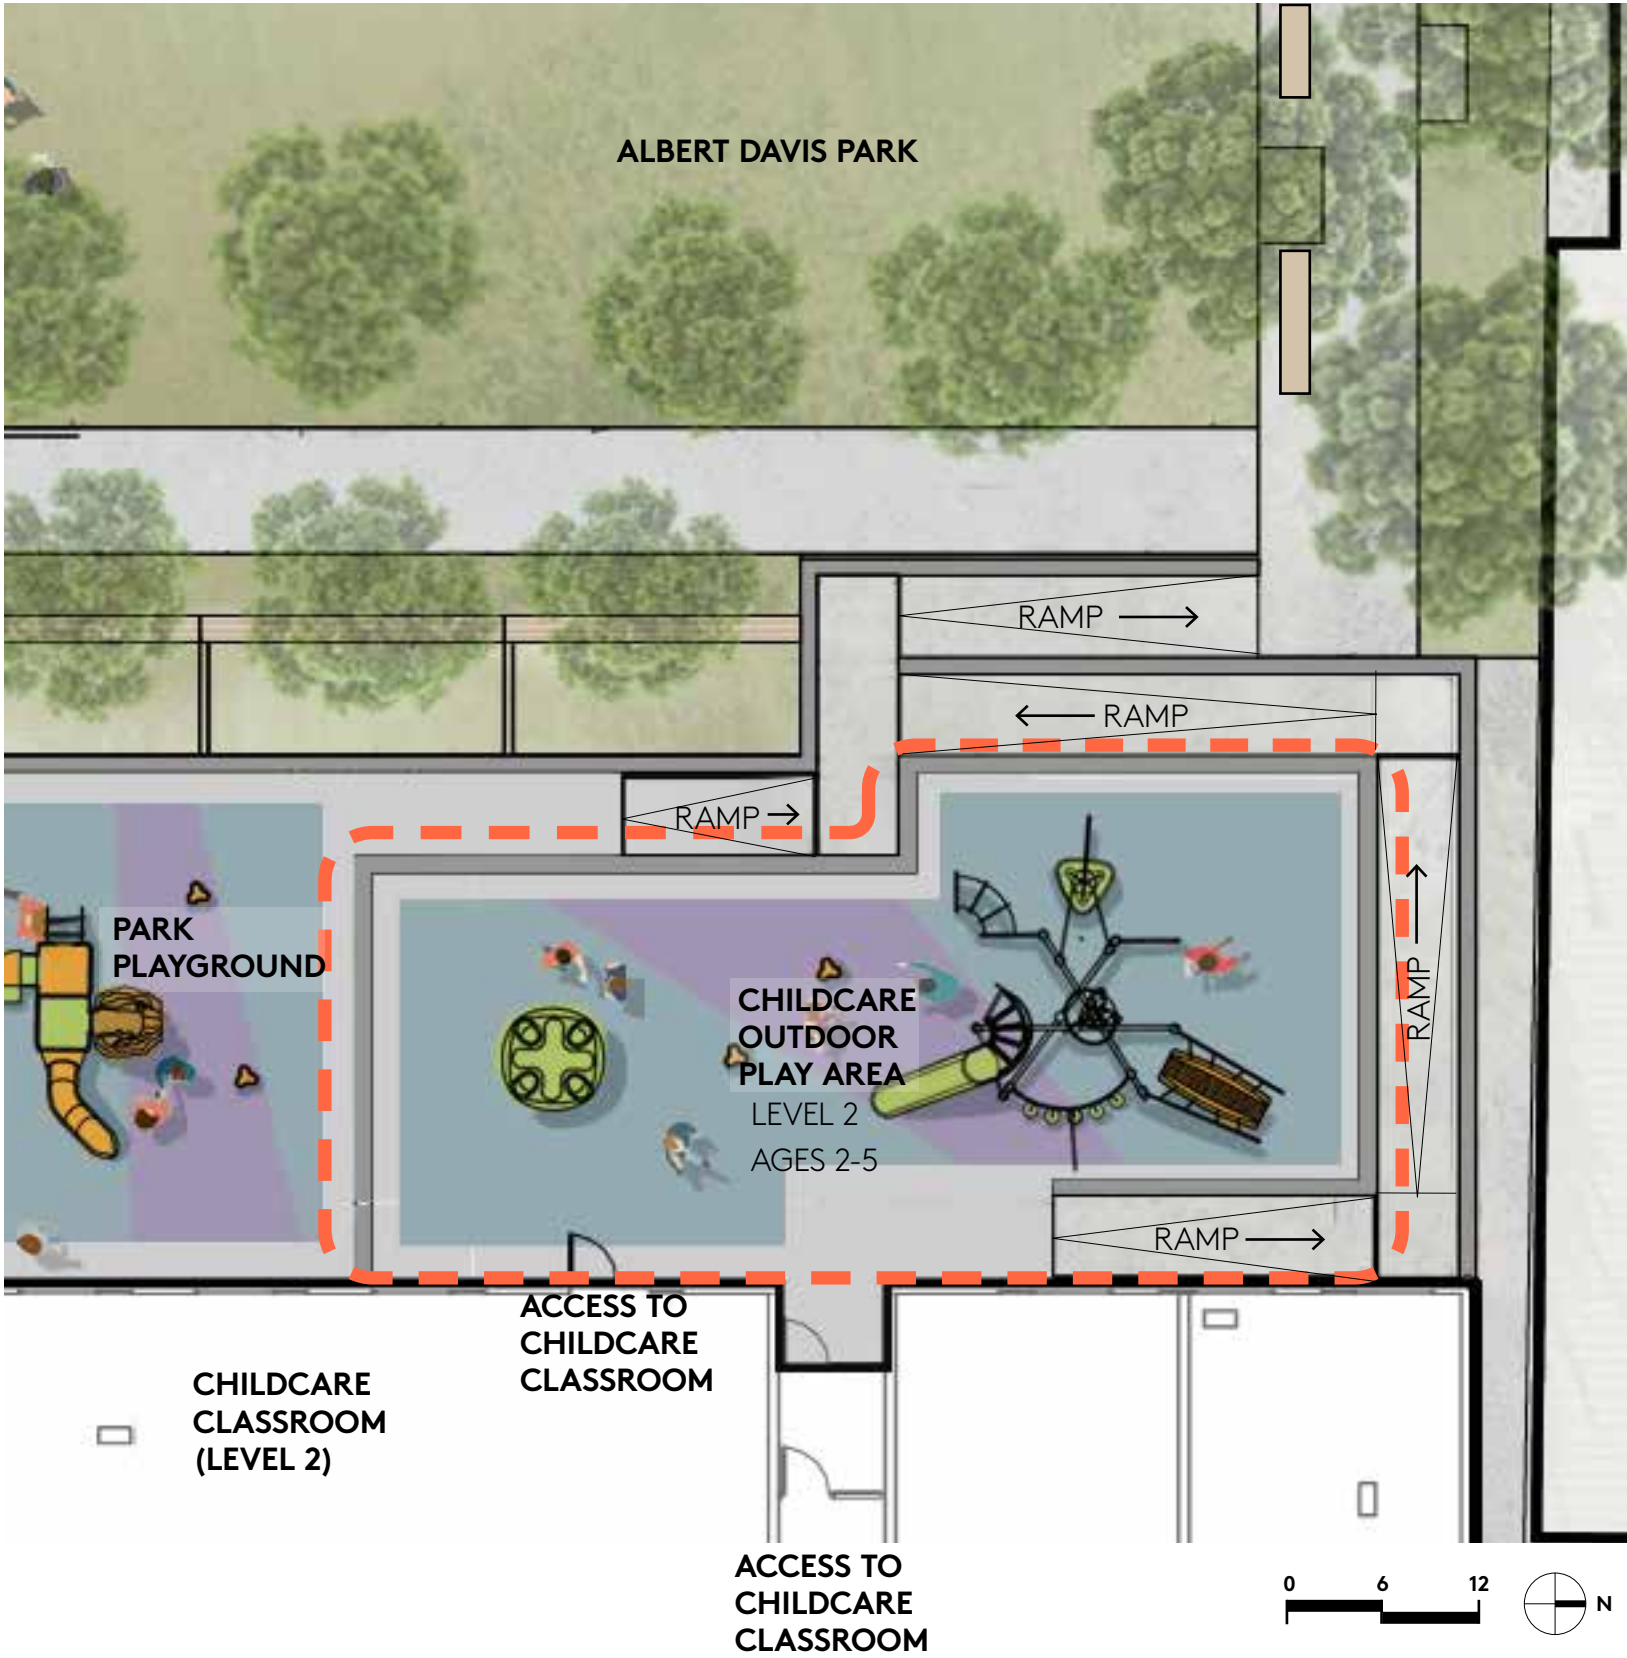 ALBERT DAVIS PARK
RAMP
RAMP
RAMP
PARK
PLAYGROUND
CHILDCARE
OUTDOOR
PLAY AREA
LEVEL 2
AGES 2-5
RAMP
RAMP
ACCESS TO
CHILDCARE
CLASSROOM
CHILDCARE
CLASSROOM
(LEVEL 2)
ACCESS TO
CHILDCARE
CLASSROOM
0 6 12
N